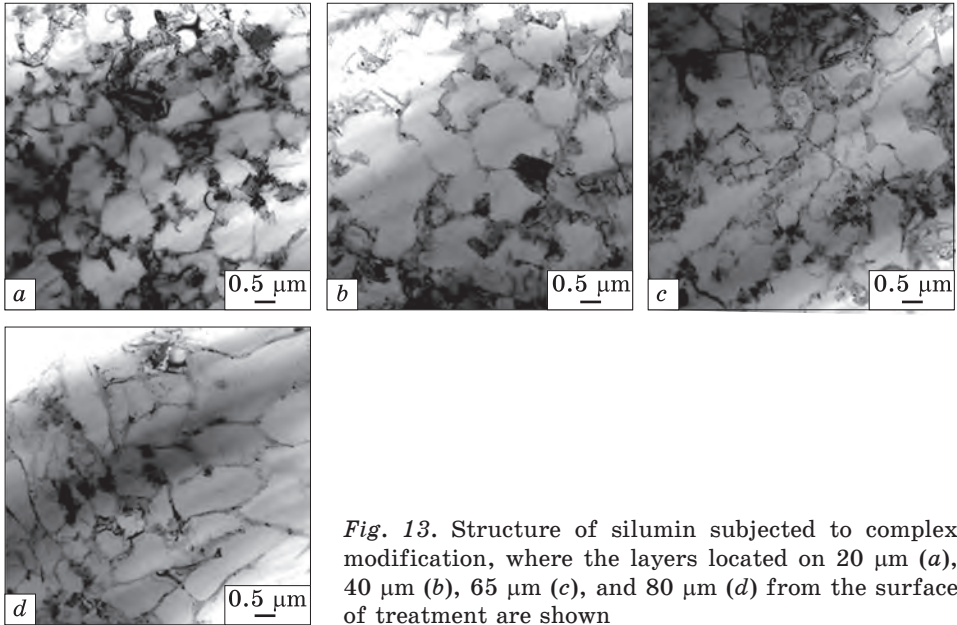 a
0.5 μm
b
0.5 μm
c
0.5 μm
d
0.5 μm
Fig. 13. Structure of silumin subjected to complex
modification, where the layers located on 20 μm (a),
40 μm (b), 65 μm (c), and 80 μm (d) from the surface
of treatment are shown